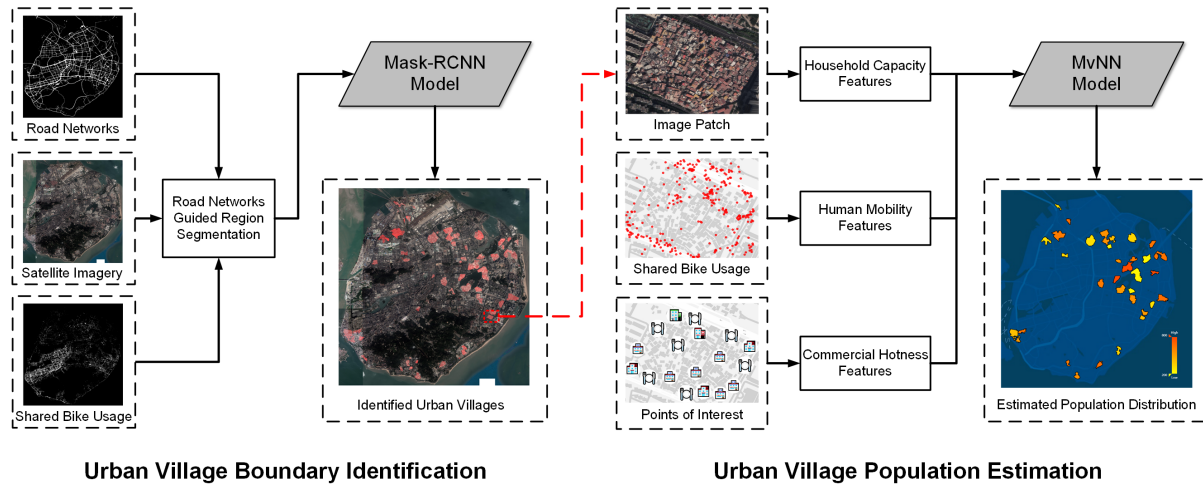 Road Networks
Satellite Imagery
Shared Bike Usage
Road Networks
Guided Region
Segmentation
Mask-RCNN
Model
Identified Urban Villages
Urban Village Boundary Identification
Image Patch
Shared Bike Usage
Points of Interest
Household Capacity
Features
Human Mobility
Features
Commercial Hotness
Features
MvNN
Model
High
Estimated Population Distribution
Urban Village Population Estimation